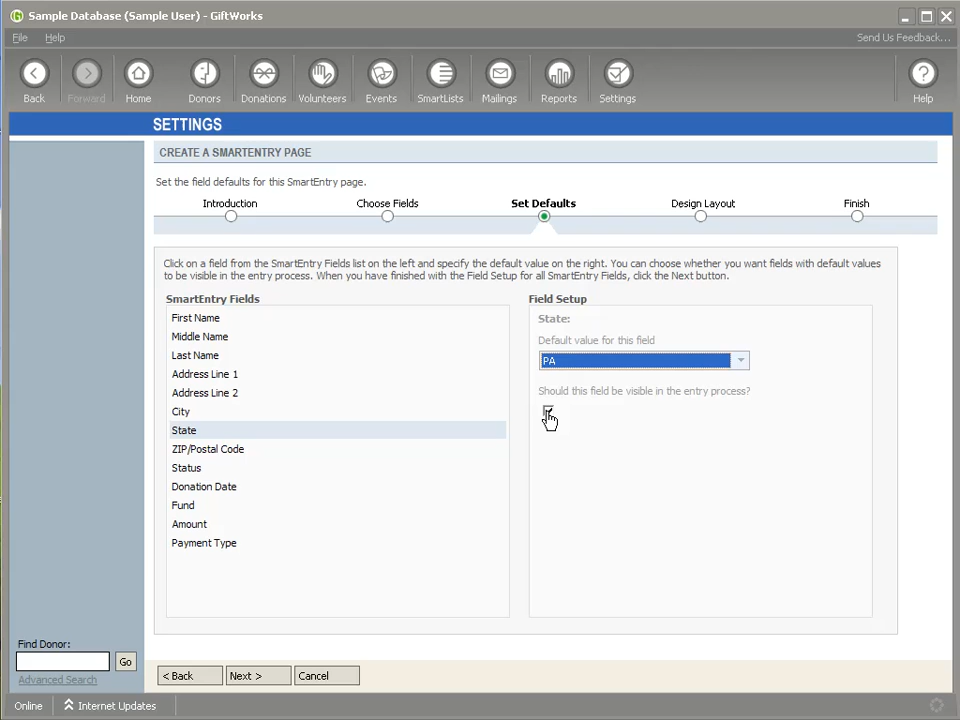 Sample Database (Sample User) - GiftWorks
File Help Send Us Feedback...
Back Forward Home Donors Donations Volunteers Events SmartLists Mailings Reports Settings Help
SETTINGS
CREATE A SMARTENTRY PAGE
Set the field defaults for this SmartEntry page.
Introduction Choose Fields Set Defaults Design Layout Finish
Click on a field from the SmartEntry Fields list on the left and specify the default value on the right. You can choose whether you want fields with default values
to be visible in the entry process. When you have finished with the Field Setup for all SmartEntry Fields, click the Next button.
SmartEntry Fields
First Name
Middle Name
Last Name
Address Line 1
Address Line 2
City
State
ZIP/Postal Code
Status
Donation Date
Fund
Amount
Payment Type
Field Setup
State:
Default value for this field
PA
Should this field be visible in the entry process?
Find Donor:
Go
Advanced Search
< Back Next > Cancel
Online Internet Updates